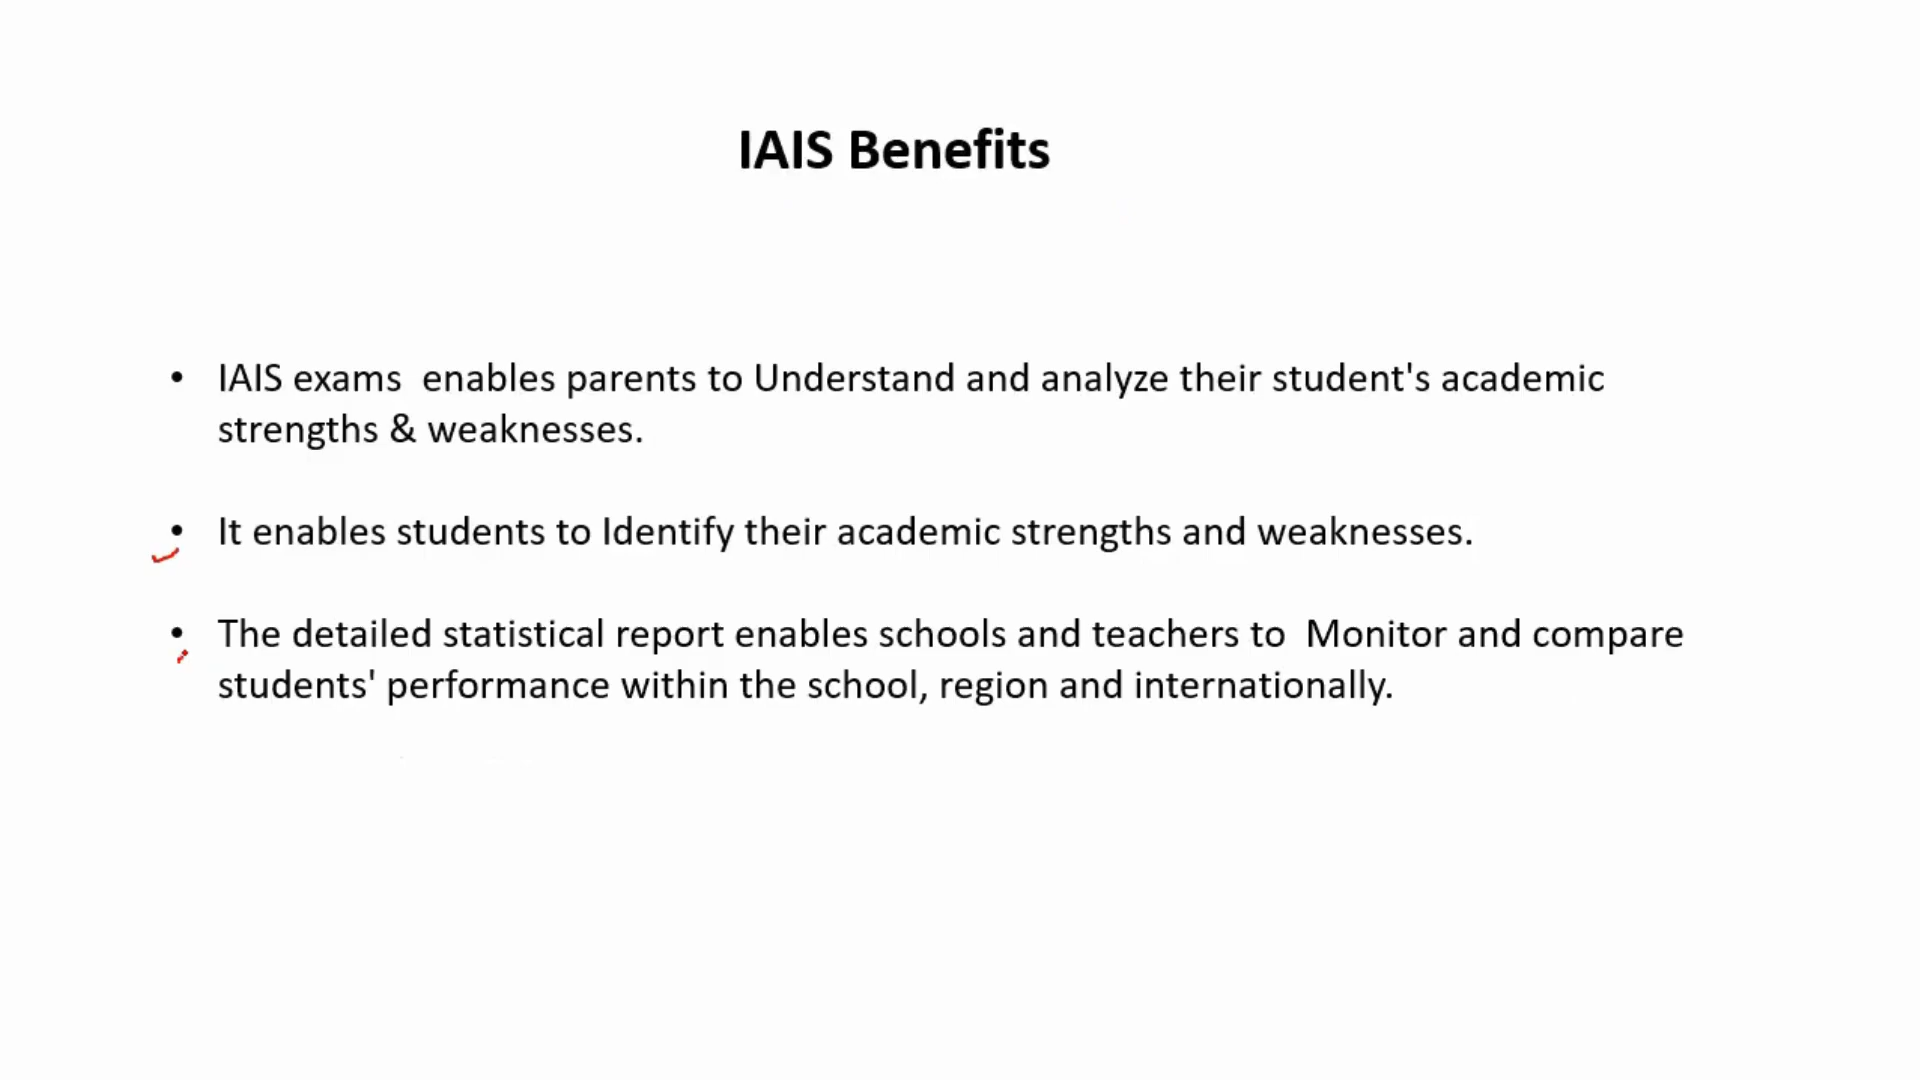 IAIS Benefits
• IAIS exams  enables parents to Understand and analyze their student's academic
strengths & weaknesses.
• It enables students to Identify their academic strengths and weaknesses.
• The detailed statistical report enables schools and teachers to  Monitor and compare
students' performance within the school, region and internationally.